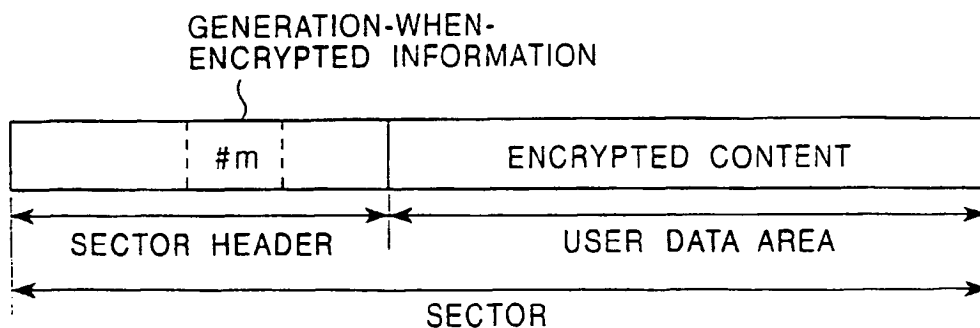 GENERATION-WHEN-
ENCRYPTED INFORMATION
#m
ENCRYPTED CONTENT
SECTOR HEADER
USER DATA AREA
SECTOR